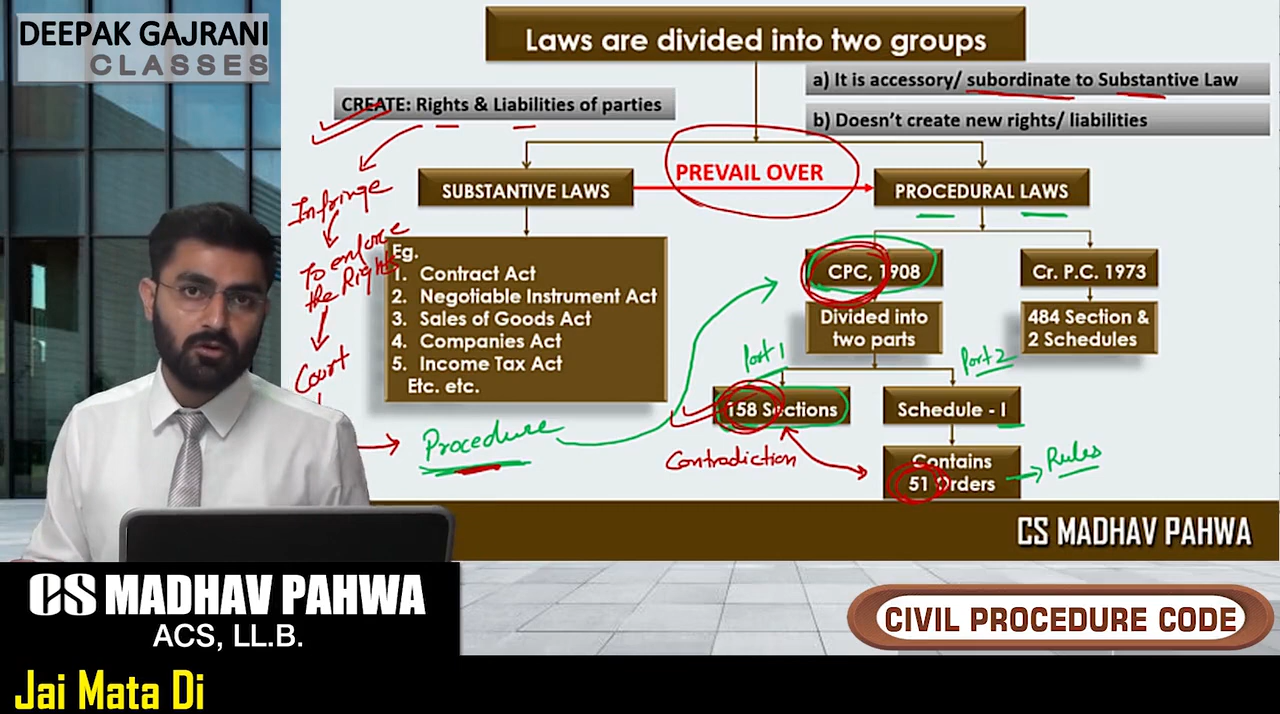 DEEPAK GAJRANI
CLASSES
Laws are divided into two groups
a) It is accessory/ subordinate to Substantive Law
CREATE: Rights & Liabilities of parties
b) Doesn't create new rights/ liabilities
PREVAIL OVER
SUBSTANTIVE LAWS
PROCEDURAL LAWS
Infringe
To enforce
the Rights
Court
Eg.
1. Contract Act
2. Negotiable Instrument Act
3. Sales of Goods Act
4. Companies Act
5. Income Tax Act
Etc. etc.
CPC, 1908
Cr. P.C. 1973
Divided into
two parts
484 Section &
2 Schedules
Part 1
Part 2
158 Sections
Schedule - I
Procedure
Contradiction
Contains
51 Orders
Rules
CS MADHAV PAHWA
CS MADHAV PAHWA
ACS, LL.B.
CIVIL PROCEDURE CODE
Jai Mata Di